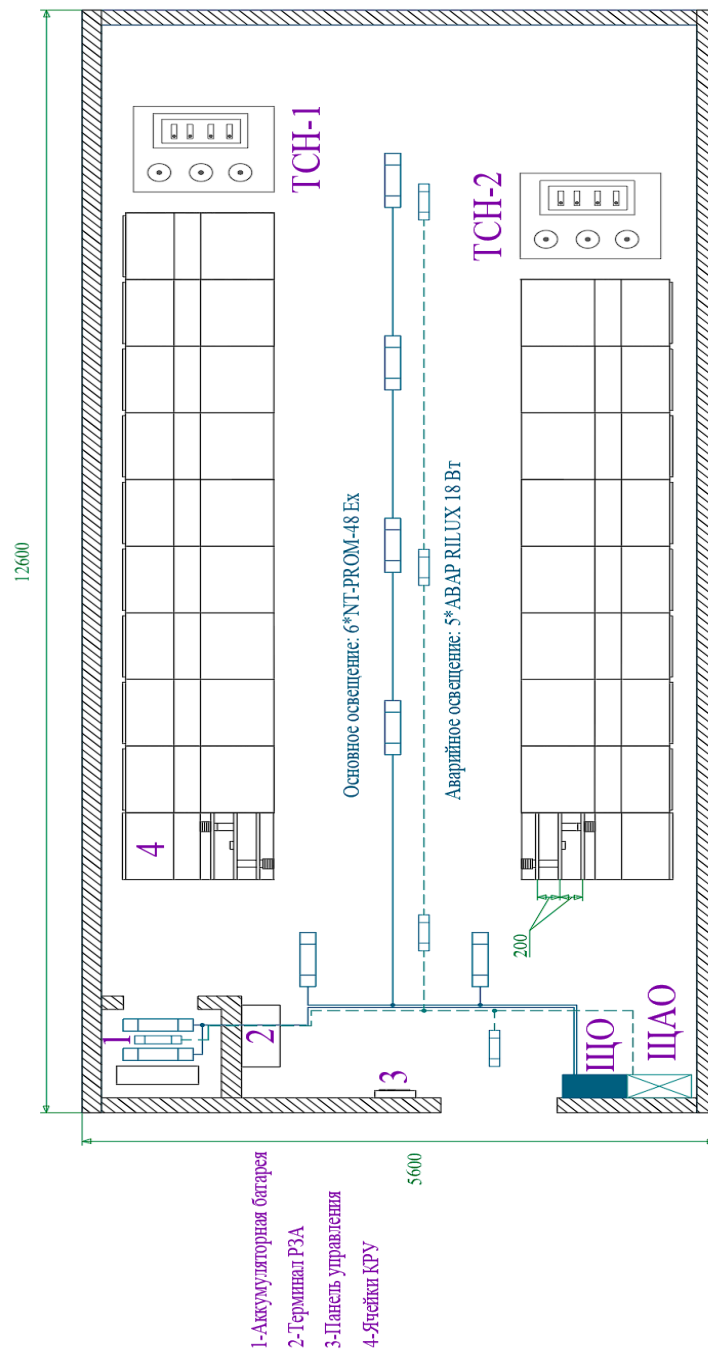 ТСН-1
ТСН-2
12600
Основное освещение: 6*NT-PROM-48 Ex
Аварийное освещение: 5*АВАР RILUX 18 Вт
4
200
1
2
3
ЩО
ЩАО
5600
1-Аккумуляторная батарея
2-Терминал РЗА
3-Панель управления
4-Ячейки КРУ